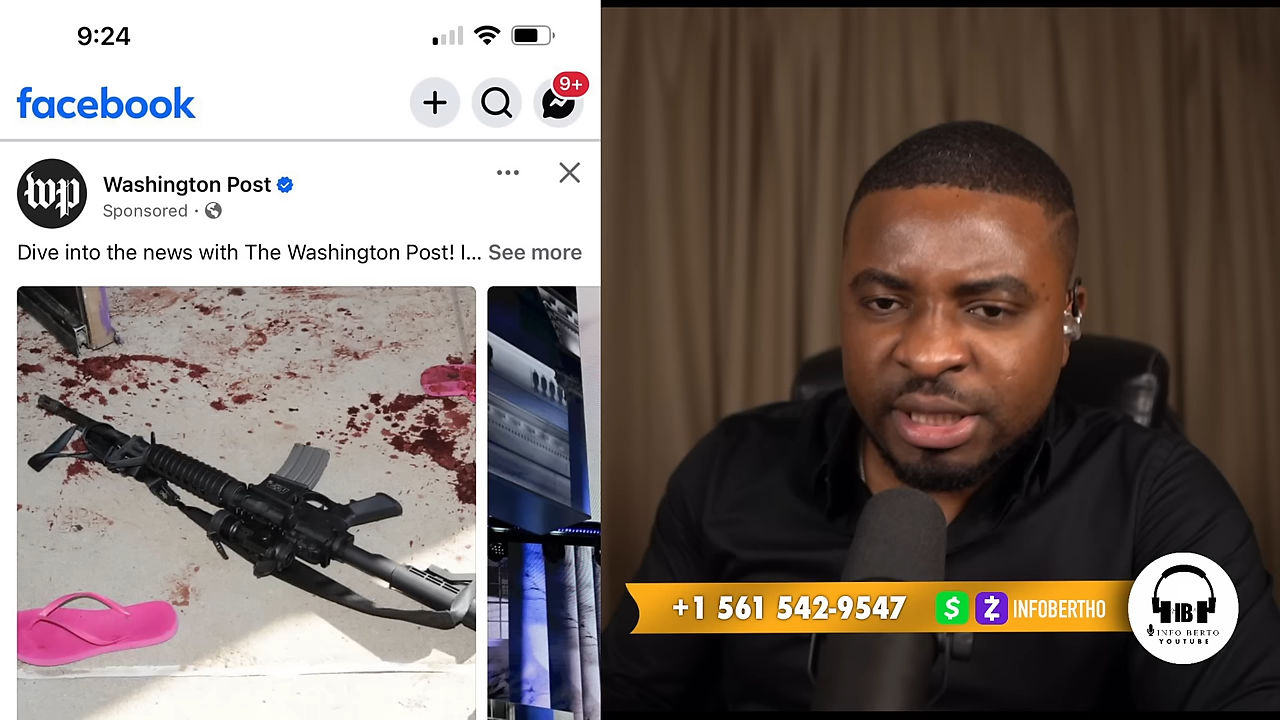 9:24
facebook
9+
wp
Washington Post
Sponsored ·
Dive into the news with The Washington Post! I... See more
+1 561 542-9547
$
INFOBERTHO
IB
INFO BERTO
YOUTUBE